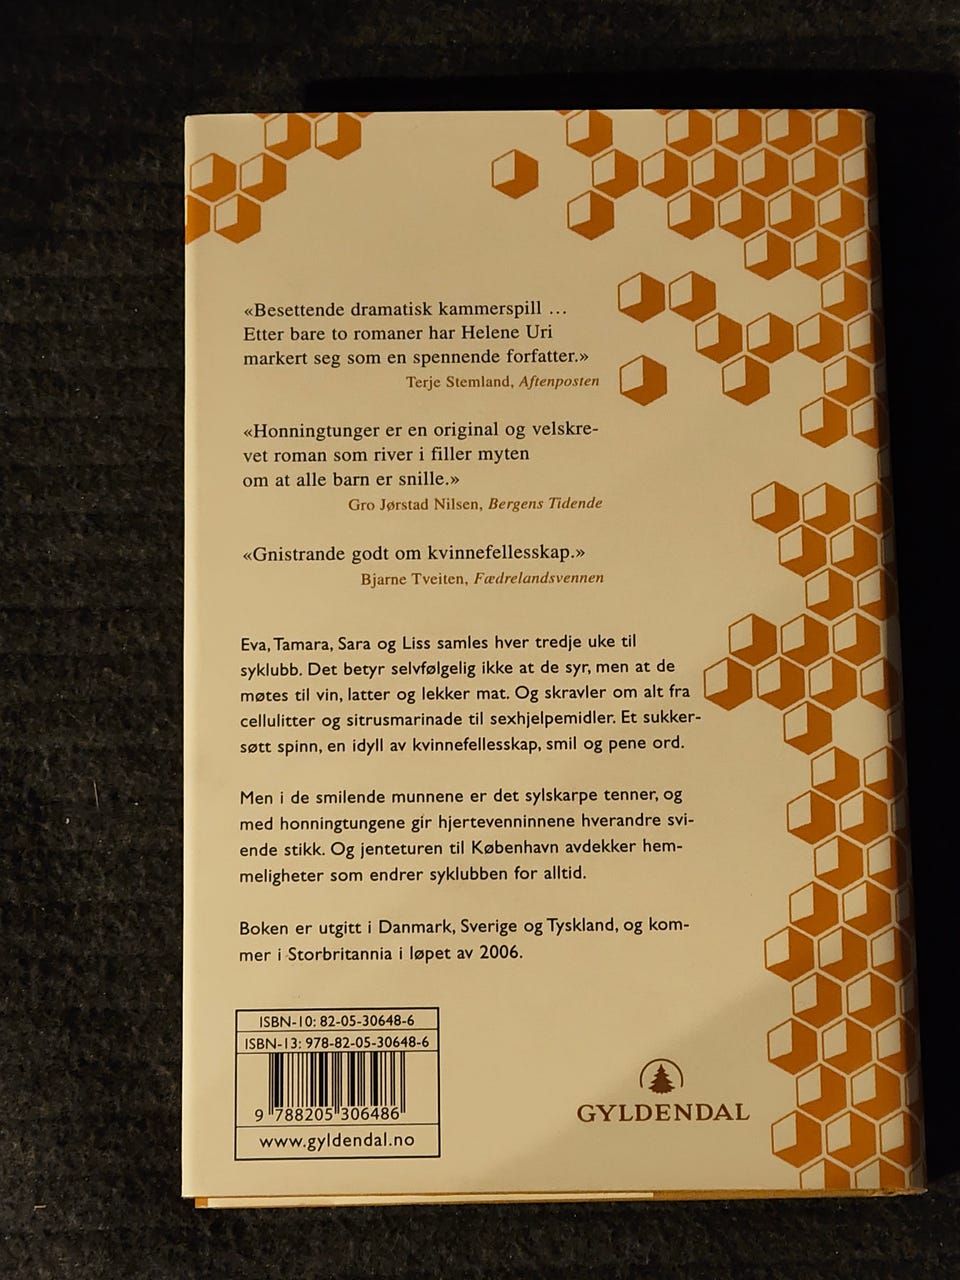 «Besettende dramatisk kammerspill ...
Etter bare to romaner har Helene Uri
markert seg som en spennende forfatter.»
Terje Stemland, Aftenposten
«Honningtunger er en original og velskre-
vet roman som river i filler myten
om at alle barn er snille.»
Gro Jørstad Nilsen, Bergens Tidende
«Gnistrande godt om kvinnefellesskap.»
Bjarne Tveiten, Fædrelandsvennen
Eva, Tamara, Sara og Liss samles hver tredje uke til
syklubb. Det betyr selvfølgelig ikke at de syr, men at de
møtes til vin, latter og lekker mat. Og skravler om alt fra
cellulitter og sitrusmarinade til sexhjelpemidler. Et sukker-
søtt spinn, en idyll av kvinnefellesskap, smil og pene ord.
Men i de smilende munnene er det sylskarpe tenner, og
med honningtungene gir hjertevenninnene hverandre svi-
ende stikk. Og jenteturen til København avdekker hem-
meligheter som endrer syklubben for alltid.
Boken er utgitt i Danmark, Sverige og Tyskland, og kom-
mer i Storbritannia i løpet av 2006.
ISBN-10: 82-05-30648-6
ISBN-13: 978-82-05-30648-6
9 788205 306486
www.gyldendal.no
GYLDENDAL